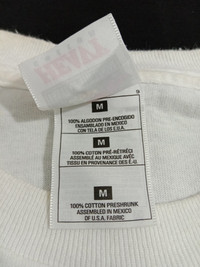 M
100% ALGODON PRE-ENCOGIDO
ENSAMBLADO EN MEXICO
CON TELA DE LOS E.U.A.
M
100% COTTON PRÉ-RÉTRÉCI
ASSEMBLÉ AU MEXIQUE AVEC
TISSU EN PROVENANCE DES É-U
M
100% COTTON PRESHRUNK
ASSEMBLED IN MEXICO
OF U.S.A. FABRIC